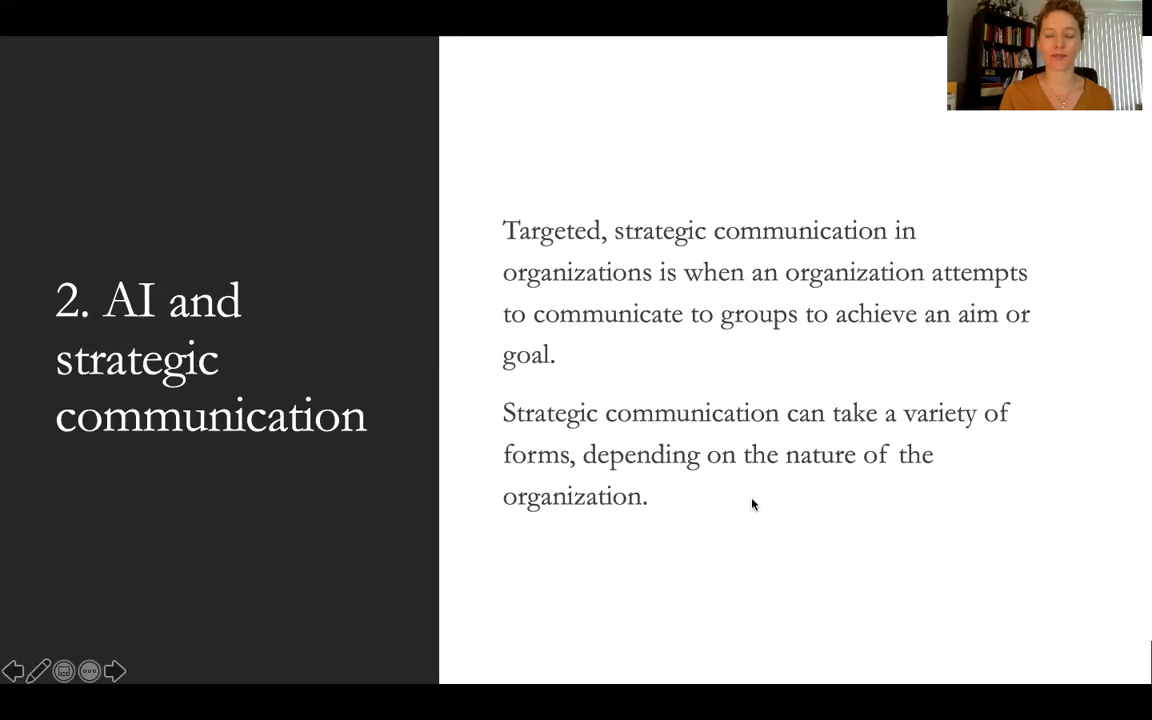 2. AI and
strategic
communication
Targeted, strategic communication in
organizations is when an organization attempts
to communicate to groups to achieve an aim or
goal.
Strategic communication can take a variety of
forms, depending on the nature of the
organization.